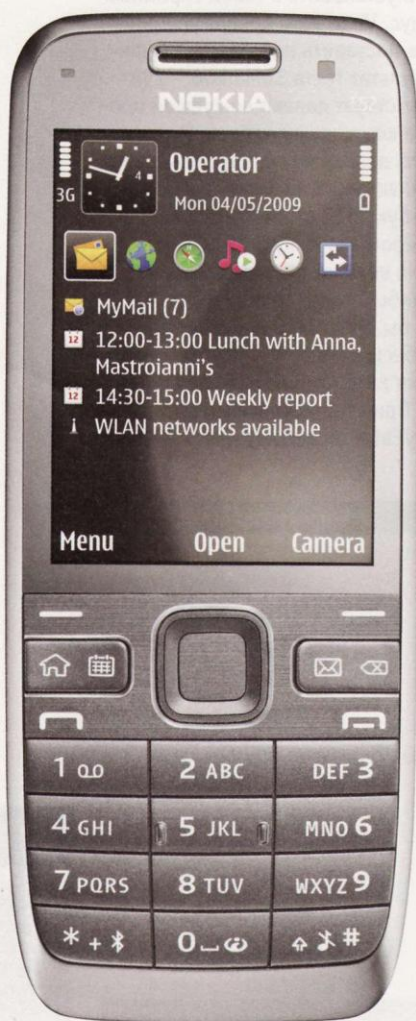 NOKIA
3G
4
Operator
Mon 04/05/2009
MyMail (7)
12 12:00-13:00 Lunch with Anna,
Mastroianni's
12 14:30-15:00 Weekly report
WLAN networks available
Menu Open Camera
1 2 ABC DEF 3
4 GHI 5 JKL MNO 6
7 PQRS 8 TUV WXYZ 9
* + 0 #